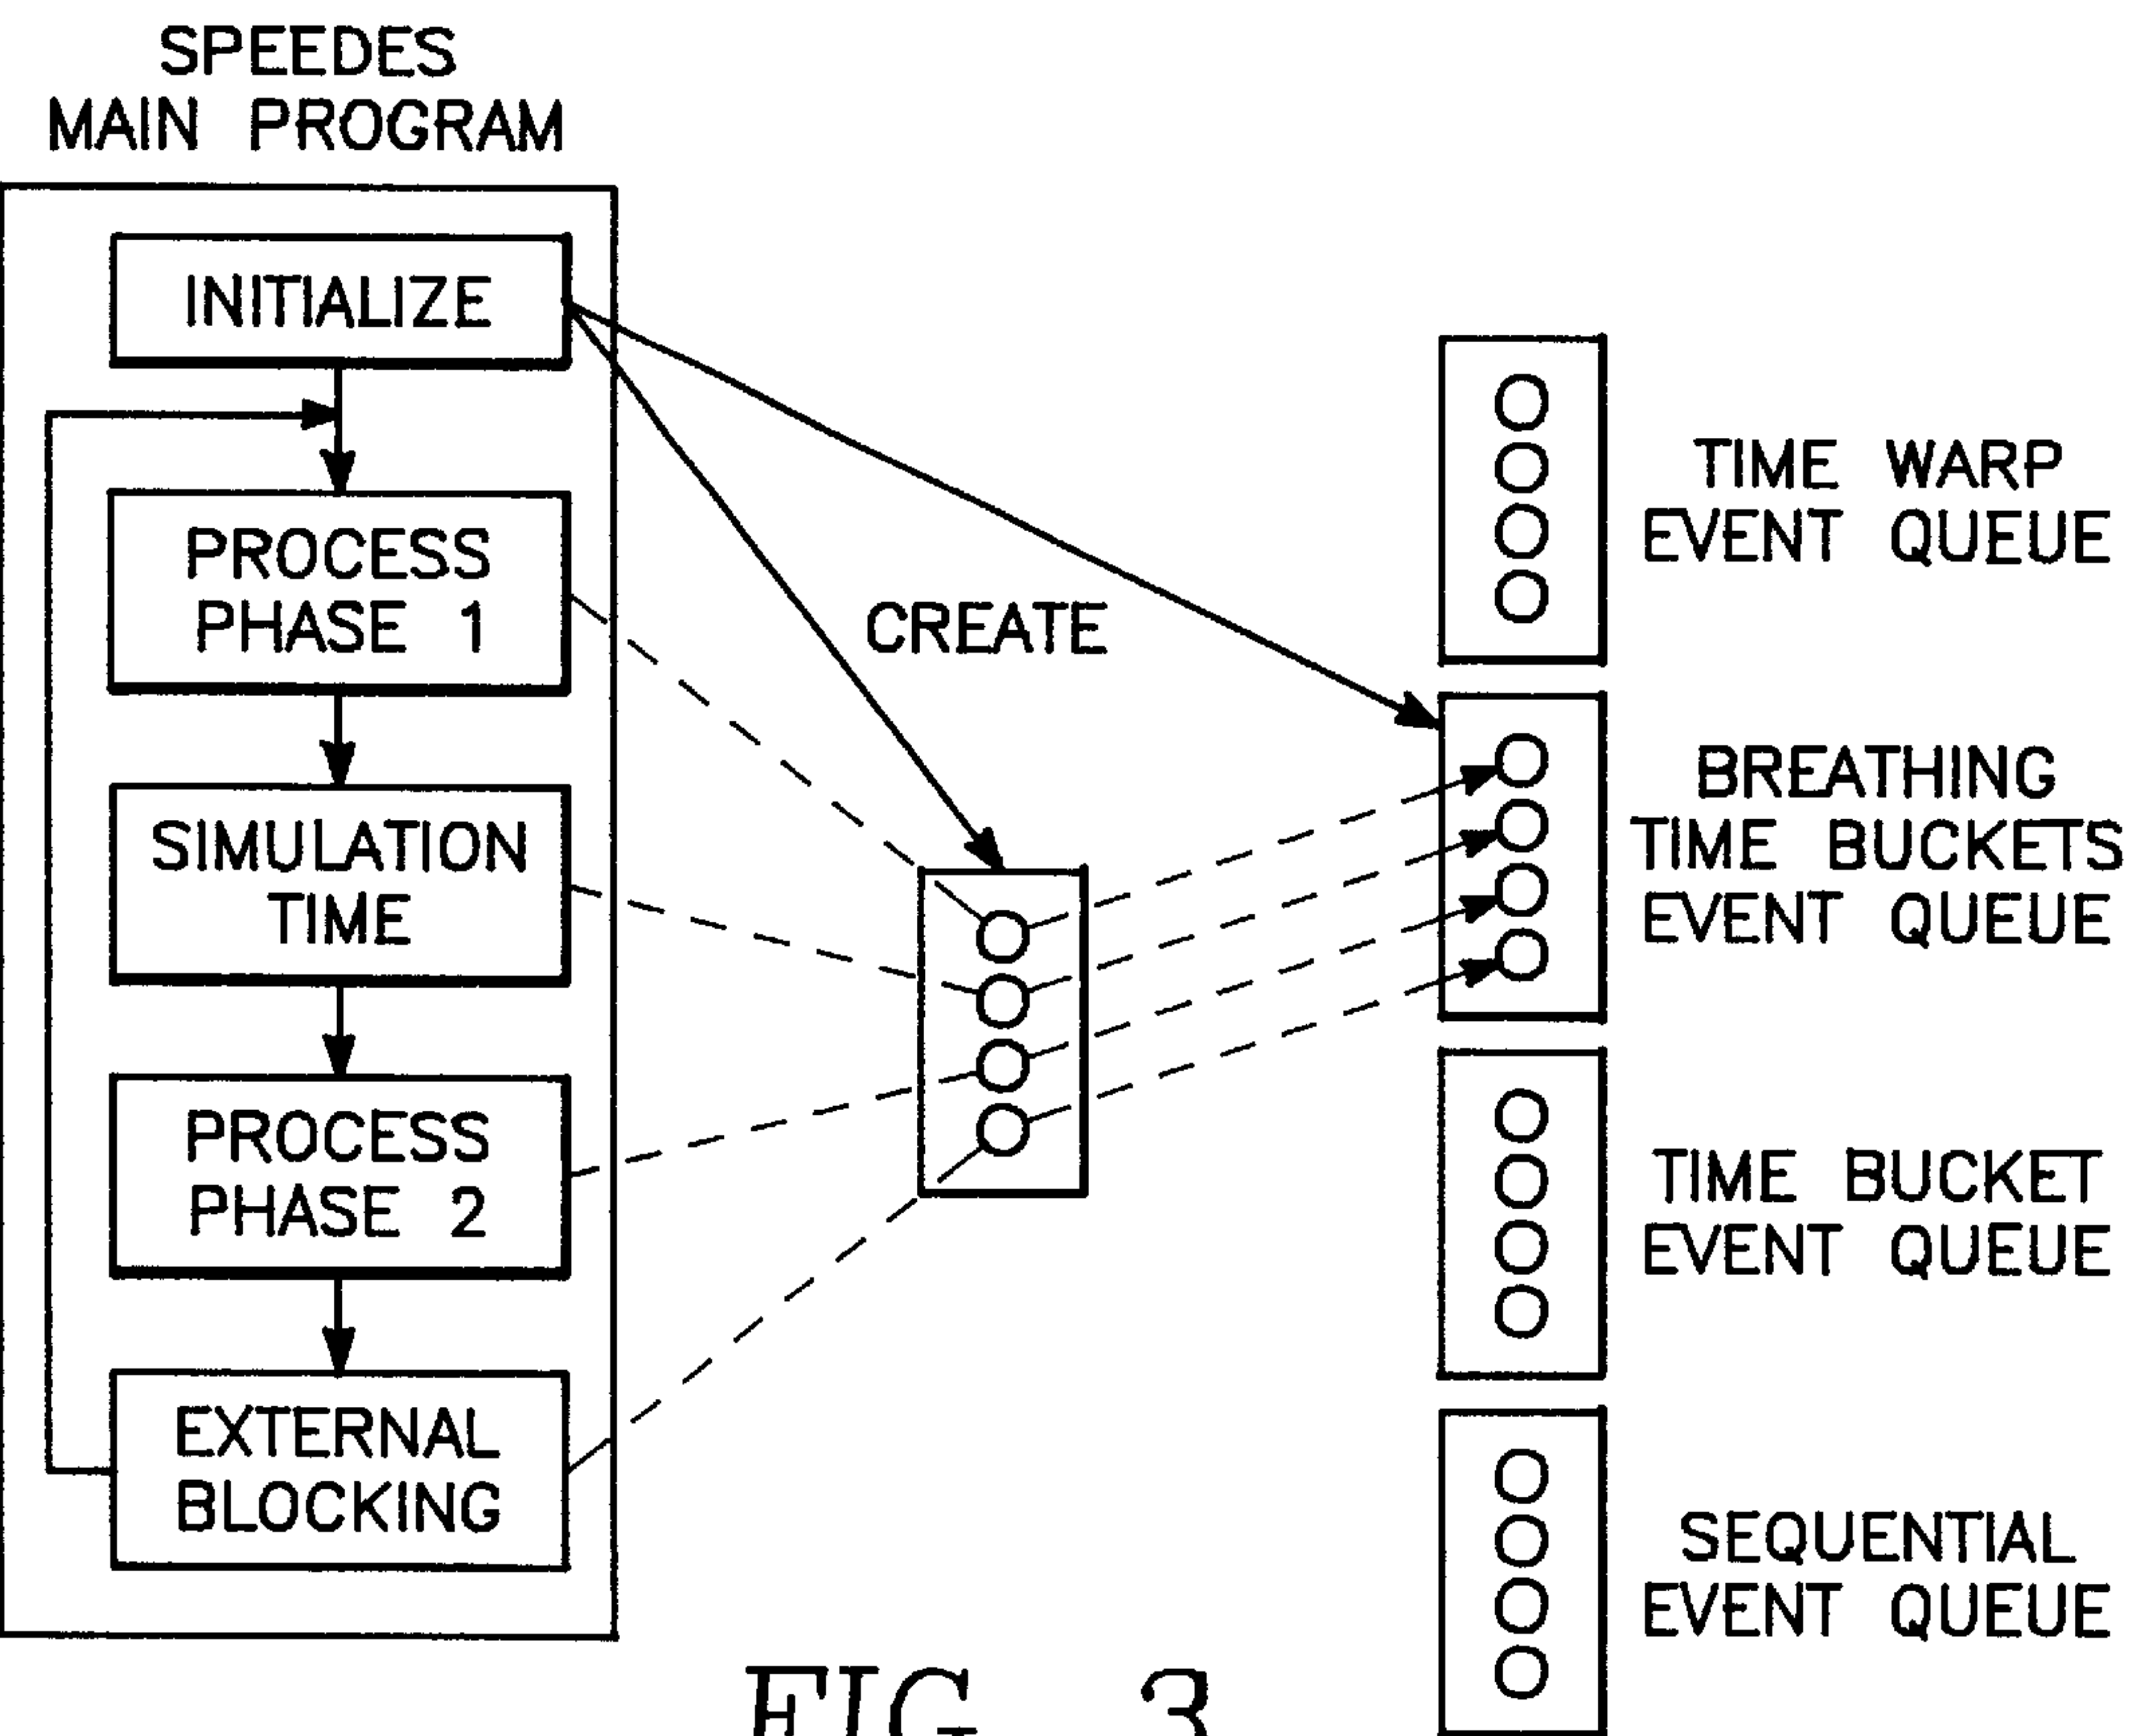 SPEEDES
MAIN PROGRAM
INITIALIZE
PROCESS
PHASE 1
SIMULATION
TIME
PROCESS
PHASE 2
EXTERNAL
BLOCKING
CREATE
TIME WARP
EVENT QUEUE
BREATHING
TIME BUCKETS
EVENT QUEUE
TIME BUCKET
EVENT QUEUE
SEQUENTIAL
EVENT QUEUE
FIG. 3